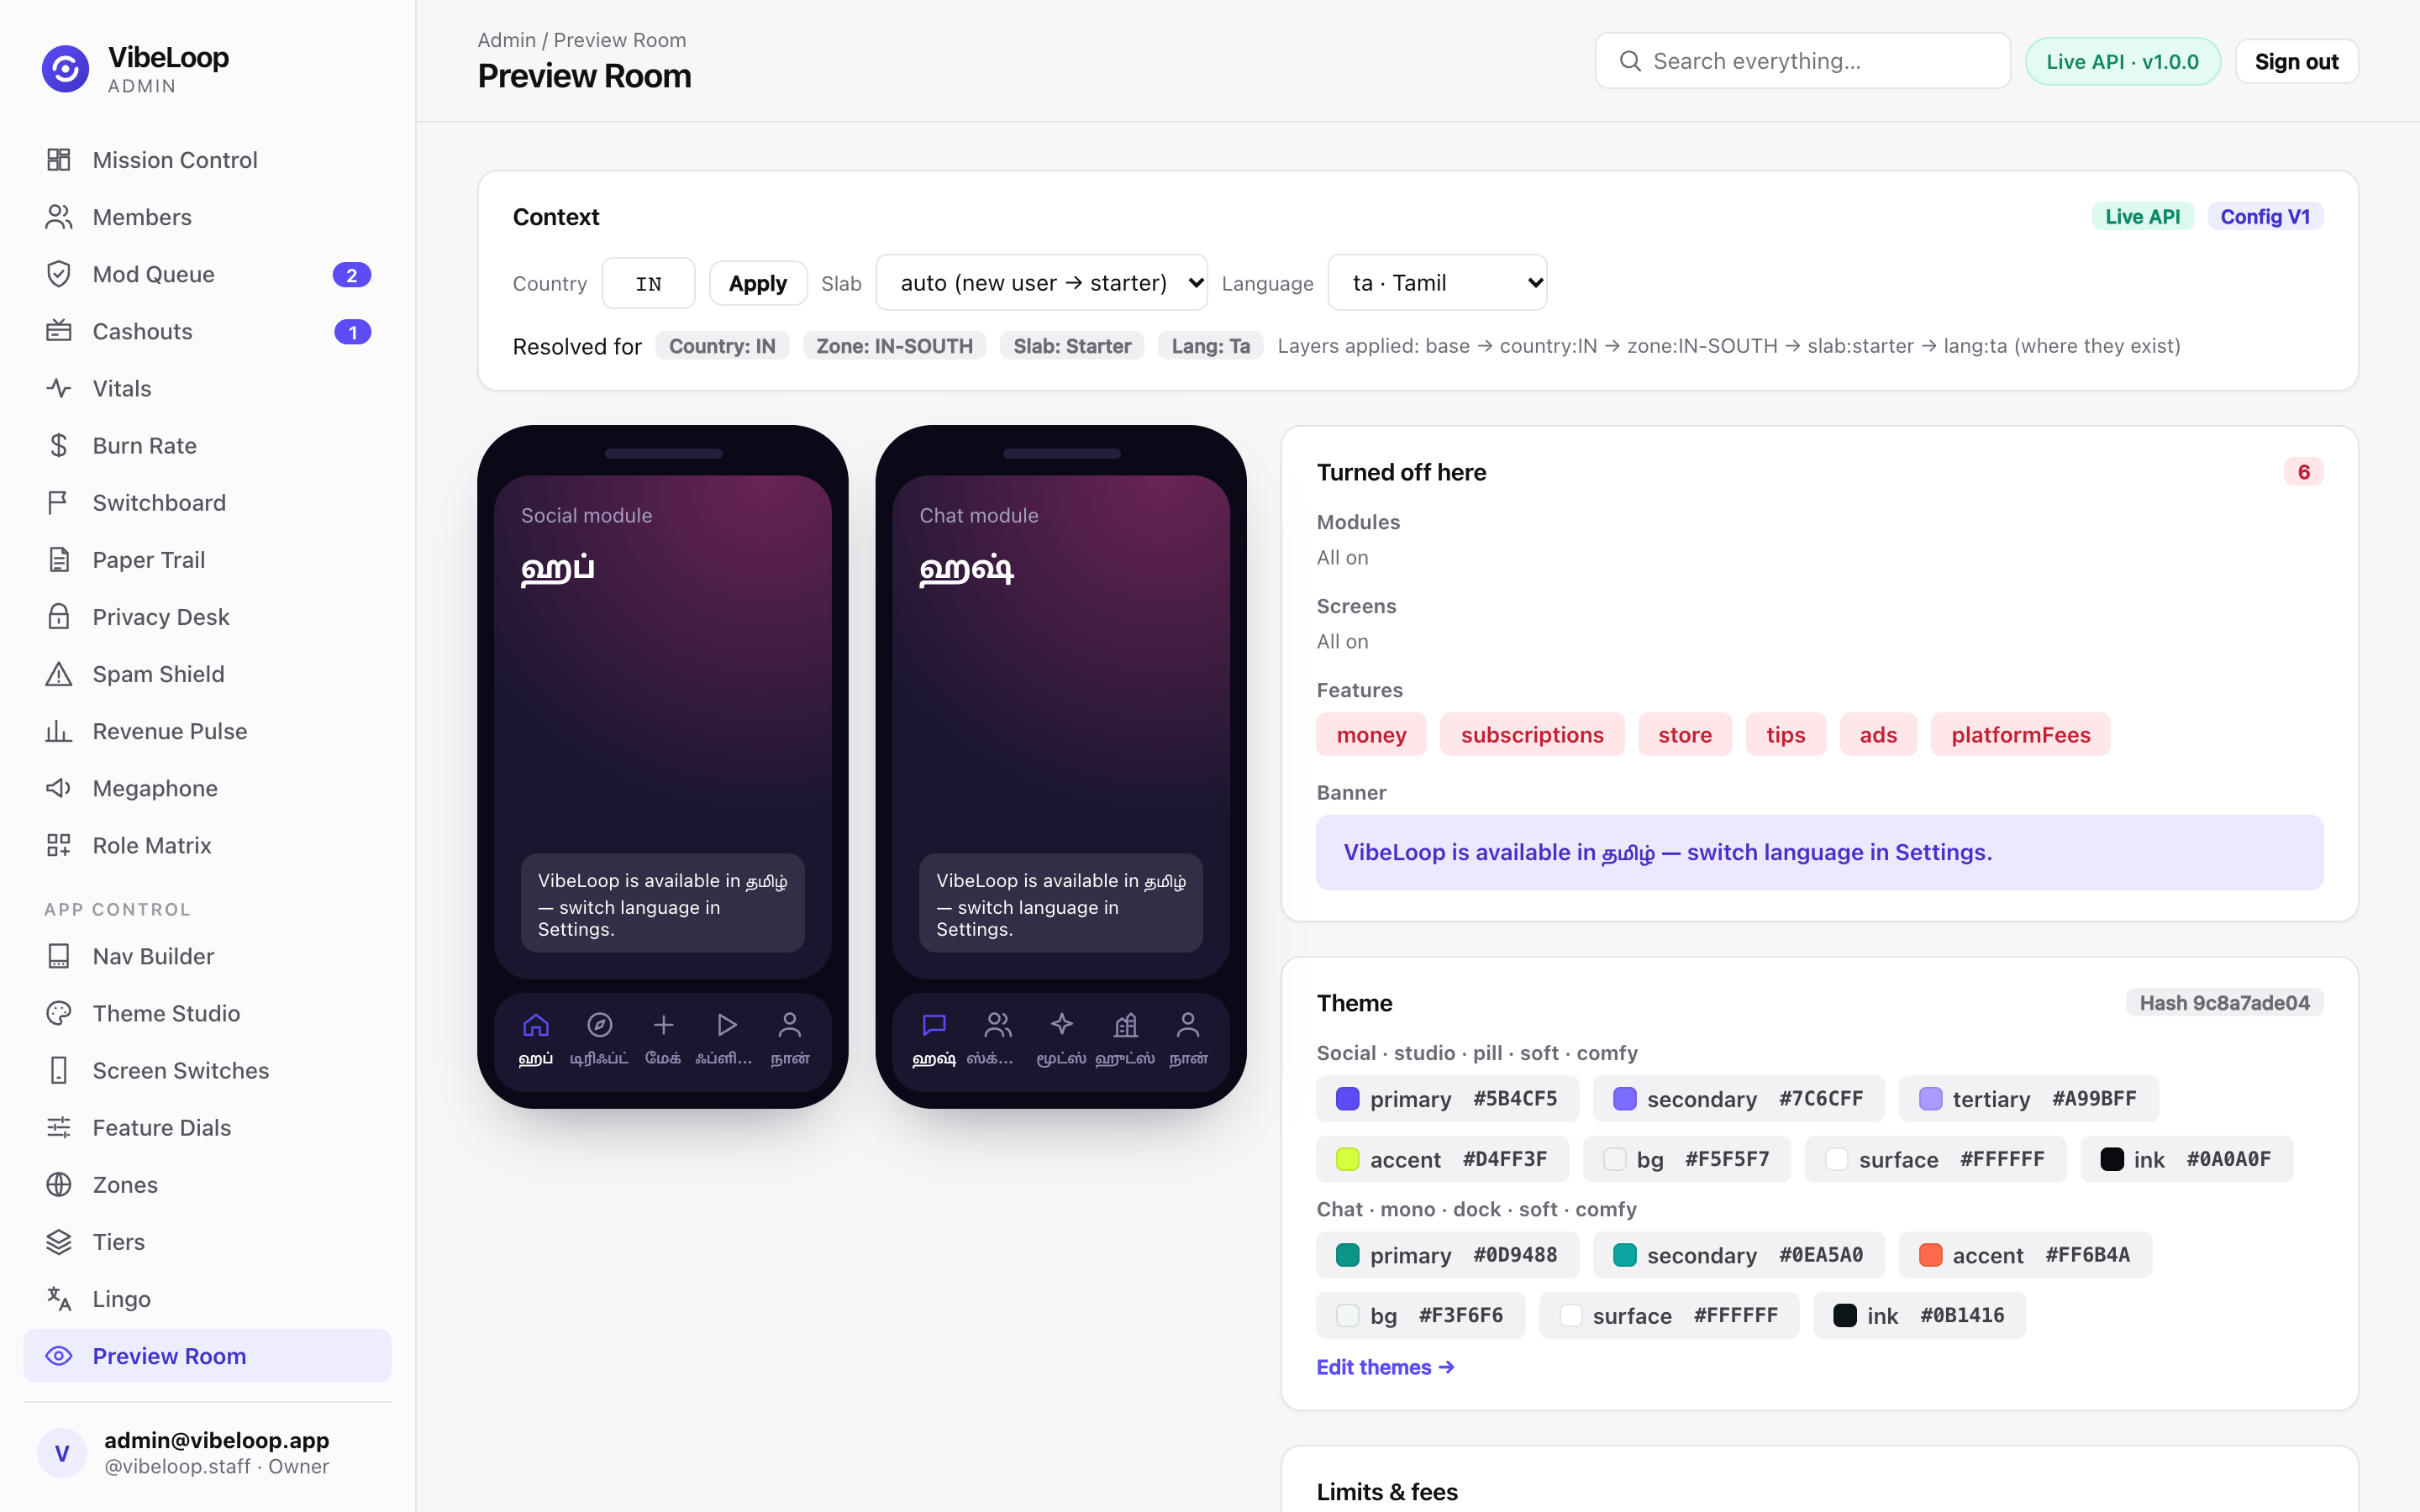 VibeLoop
ADMIN
Mission Control
Members
Mod Queue 2
Cashouts 1
Vitals
Burn Rate
Switchboard
Paper Trail
Privacy Desk
Spam Shield
Revenue Pulse
Megaphone
Role Matrix
APP CONTROL
Nav Builder
Theme Studio
Screen Switches
Feature Dials
Zones
Tiers
Lingo
Preview Room
V
admin@vibeloop.app
@vibeloop.staff · Owner
Admin / Preview Room
Preview Room
Search everything...
Live API · v1.0.0
Sign out
Context
Live API
Config V1
Country IN Apply Slab auto (new user → starter) Language ta · Tamil
Resolved for Country: IN Zone: IN-SOUTH Slab: Starter Lang: Ta Layers applied: base → country:IN → zone:IN-SOUTH → slab:starter → lang:ta (where they exist)
Social module
ஹப்
VibeLoop is available in தமிழ்
— switch language in
Settings.
ஹப் டிரிஃப்ட் மேக் ஃப்ளி... நான்
Chat module
ஹஷ்
VibeLoop is available in தமிழ்
— switch language in
Settings.
ஹஷ் ஸ்க்... மூட்ஸ் ஹுட்ஸ் நான்
Turned off here 6
Modules
All on
Screens
All on
Features
money subscriptions store tips ads platformFees
Banner
VibeLoop is available in தமிழ் — switch language in Settings.
Theme Hash 9c8a7ade04
Social · studio · pill · soft · comfy
primary #5B4CF5 secondary #7C6CFF tertiary #A99BFF
accent #D4FF3F bg #F5F5F7 surface #FFFFFF ink #0A0A0F
Chat · mono · dock · soft · comfy
primary #0D9488 secondary #0EA5A0 accent #FF6B4A
bg #F3F6F6 surface #FFFFFF ink #0B1416
Edit themes →
Limits & fees